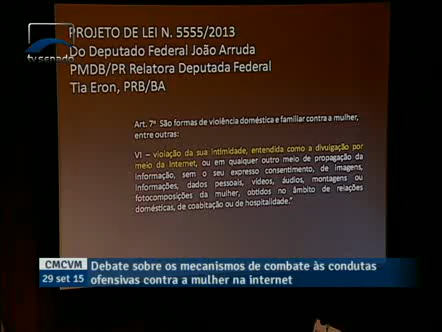 PROJETO DE LEI N. 5555/2013
Do Deputado Federal João Arruda
PMDB/PR Relatora Deputada Federal
Tia Eron, PRB/BA
tv senado
Art. 7º São formas de violência doméstica e familiar contra a mulher,
entre outras:
VI – violação da sua intimidade, entendida como a divulgação por
meio da Internet, ou em qualquer outro meio de propagação da
informação, sem o seu expresso consentimento, de imagens,
informações, dados pessoais, vídeos, áudios, montagens ou
fotocomposições da mulher, obtidos no âmbito de relações
domésticas, de coabitação ou de hospitalidade."
CMCVM
29 set 15
Debate sobre os mecanismos de combate às condutas
ofensivas contra a mulher na internet